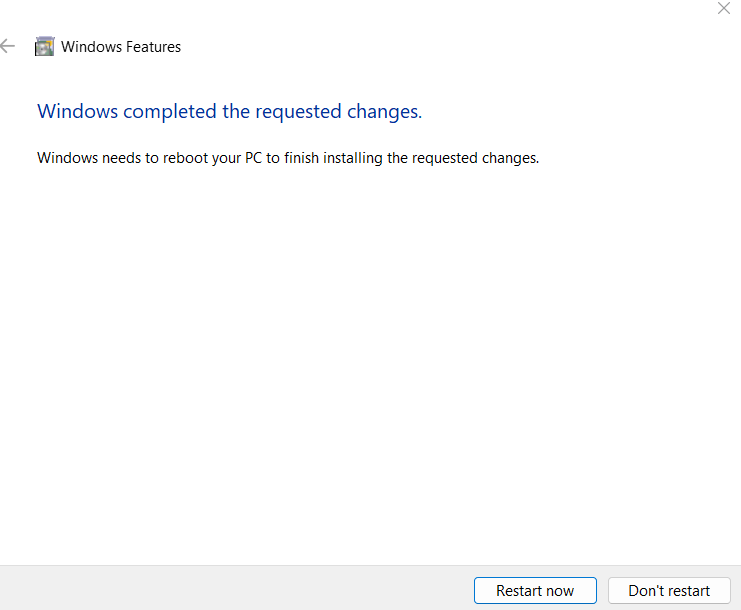 Windows Features
Windows completed the requested changes.
Windows needs to reboot your PC to finish installing the requested changes.
Restart now
Don't restart